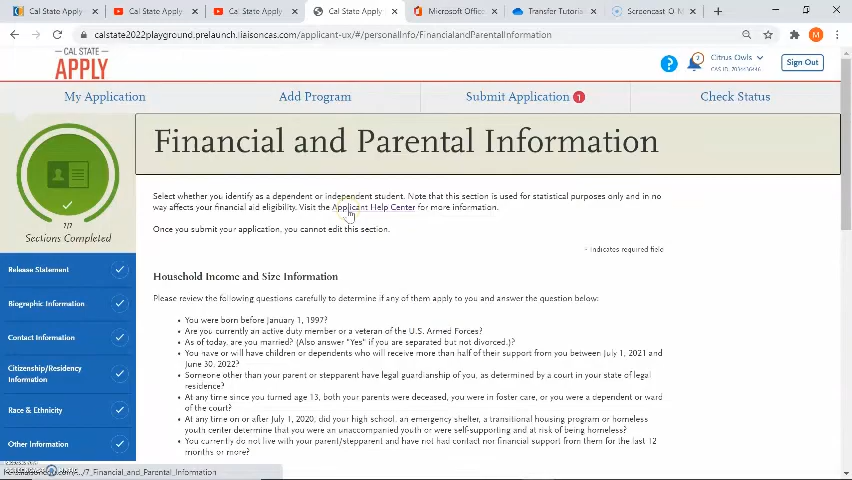 Cal State Apply
Cal State Apply
Cal State Apply
Cal State Apply
Microsoft Office
Transfer Tutoria
Screencast-O-M
calstate2022playground.prelaunch.liaisoncas.com/applicant-ux/#/personalInfo/FinancialandParentalInformation
M
CAL STATE
APPLY
?
Citrus Owls
Sign Out
My Application
Add Program
Submit Application 1
Check Status
7/7
Sections Completed
Financial and Parental Information
Select whether you identify as a dependent or independent student. Note that this section is used for statistical purposes only and in no
way affects your financial aid eligibility. Visit the Applicant Help Center for more information.
Once you submit your application, you cannot edit this section.
Indicates required field
Release Statement
Biographic Information
Contact Information
Citizenship/Residency
Information
Race & Ethnicity
Other Information
Household Income and Size Information
Please review the following questions carefully to determine if any of them apply to you and answer the question below:
• You were born before January 1, 1997?
• Are you currently an active duty member or a veteran of the U.S. Armed Forces?
• As of today, are you married? (Also answer "Yes" if you are separated but not divorced.)?
• You have or will have children or dependents who will receive more than half of their support from you between July 1, 2021 and
June 30, 2022?
• Someone other than your parent or stepparent have legal guardianship of you, as determined by a court in your state of legal
residence?
• At any time since you turned age 13, both your parents were deceased, you were in foster care, or you were a dependent or ward
of the court?
• At any time on or after July 1, 2020, did your high school, an emergency shelter, a transitional housing program or homeless
youth center determine that you were an unaccompanied youth or were self-supporting and at risk of being homeless?
• You currently do not live with your parent/stepparent and have not had contact nor financial support from them for the last 12
months or more?
/7_Financial_and_Parental_Information